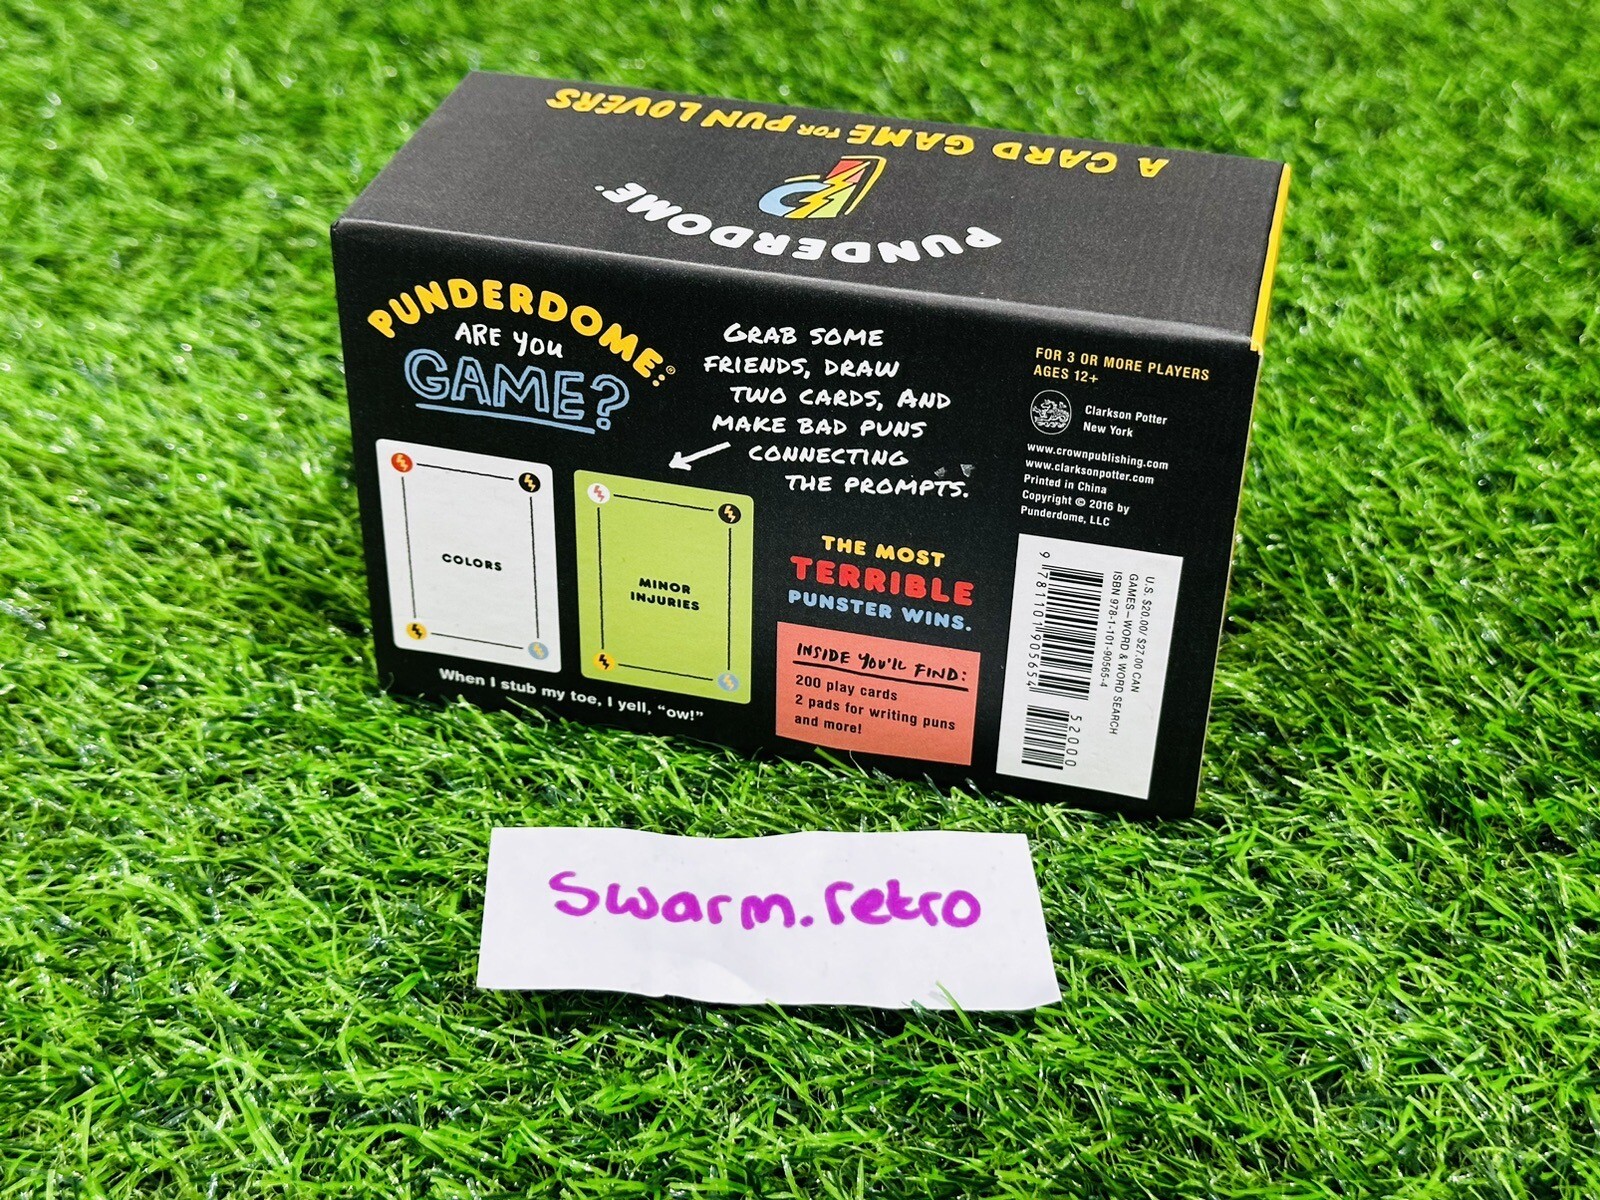 A CARD GAME FOR PUN LOVERS
PUNDERDOME®
PUNDERDOME:®
ARE YOU
GAME?
GRAB SOME
FRIENDS, DRAW
TWO CARDS, AND
MAKE BAD PUNS
CONNECTING
THE PROMPTS.
COLORS
MINOR
INJURIES
When I stub my toe, I yell, “ow!”
THE MOST
TERRIBLE
PUNSTER WINS.
INSIDE YOU'LL FIND:
200 play cards
2 pads for writing puns
and more!
FOR 3 OR MORE PLAYERS
AGES 12+
Clarkson Potter
New York
www.crownpublishing.com
www.clarksonpotter.com
Printed in China
Copyright © 2016 by
Punderdome, LLC
U.S. $20.00/ $27.00 CAN
GAMES—WORD & WORD SEARCH
ISBN 978-1-101-90565-4
9 781101 905654
52000
swarm.retro